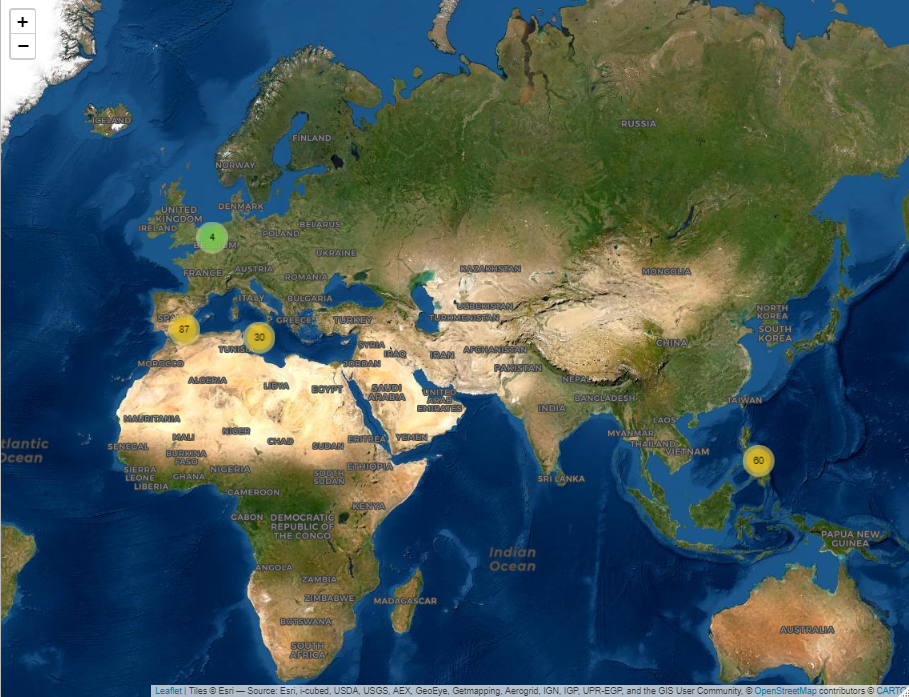 +
−
ICELAND
RUSSIA
FINLAND
NORWAY
DENMARK
UNITED
KINGDOM
IRELAND
BELARUS
POLAND
4
UKRAINE
FRANCE
AUSTRIA
ROMANIA
KAZAKHSTAN
MONGOLIA
ITALY
BULGARIA
UZBEKISTAN
TURKMENISTAN
NORTH
KOREA
SOUTH
KOREA
GREECE
TURKEY
87
30
SYRIA
IRAQ
IRAN
AFGHANISTAN
CHINA
MOROCCO
JORDAN
PAKISTAN
ALGERIA
LIBYA
EGYPT
SAUDI
ARABIA
UNITED
ARAB
EMIRATES
NEPAL
BANGLADESH
INDIA
TAIWAN
MAURITANIA
MALI
NIGER
CHAD
SUDAN
ERITREA
YEMEN
MYANMAR
LAOS
THAILAND
VIETNAM
SENEGAL
BURKINA
FASO
60
tlantic
Ocean
SIERRA
LEONE
LIBERIA
GHANA
NIGERIA
SOUTH
SUDAN
ETHIOPIA
SRI LANKA
CAMEROON
KENYA
GABON
DEMOCRATIC
REPUBLIC OF
THE CONGO
PAPUA NEW
GUINEA
Indian
Ocean
ANGOLA
ZAMBIA
ZIMBABWE
MADAGASCAR
BOTSWANA
AUSTRALIA
SOUTH
AFRICA
Leaflet | Tiles © Esri — Source: Esri, i-cubed, USDA, USGS, AEX, GeoEye, Getmapping, Aerogrid, IGN, IGP, UPR-EGP, and the GIS User Community, © OpenStreetMap contributors © CARTO